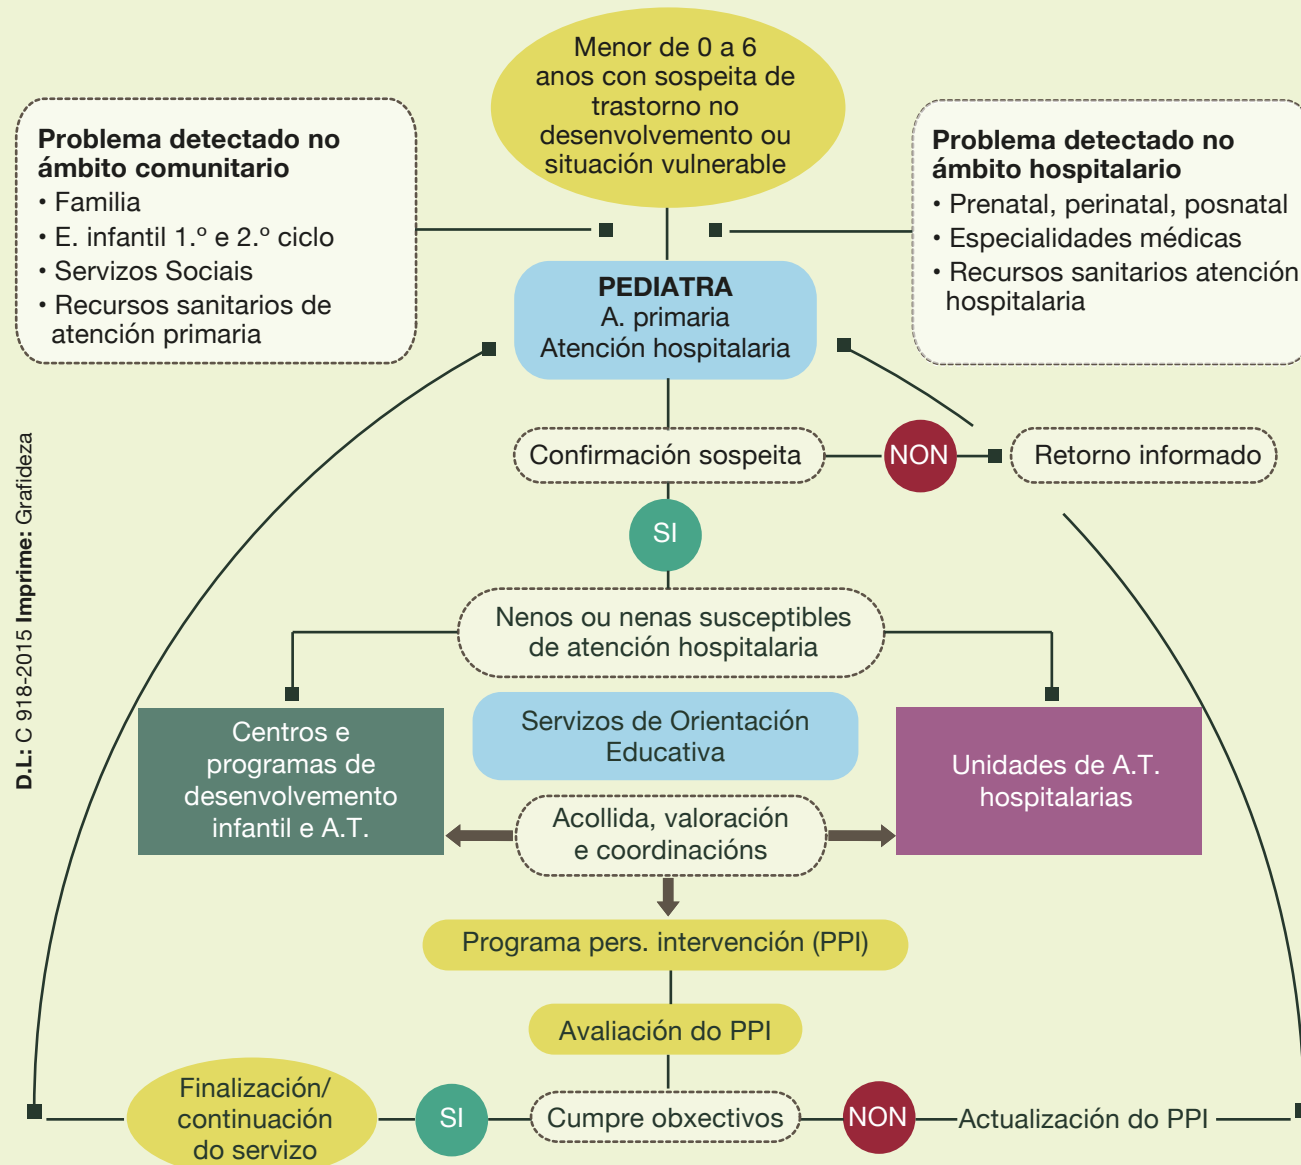 Menor de 0 a 6
anos con sospeita de
trastorno no
desenvolvemento ou
situación vulnerable
Problema detectado no
ámbito comunitario
• Familia
• E. infantil 1.º e 2.º ciclo
• Servizos Sociais
• Recursos sanitarios de
atención primaria
Problema detectado no
ámbito hospitalario
• Prenatal, perinatal, posnatal
• Especialidades médicas
• Recursos sanitarios atención
hospitalaria
PEDIATRA
A. primaria
Atención hospitalaria
Confirmación sospeita
NON
Retorno informado
SI
Nenos ou nenas susceptibles
de atención hospitalaria
Centros e
programas de
desenvolvemento
infantil e A.T.
Servizos de Orientación
Educativa
Unidades de A.T.
hospitalarias
Acollida, valoración
e coordinacións
Programa pers. intervención (PPI)
Avaliación do PPI
Finalización/
continuación
do servizo
SI
Cumpre obxectivos
NON
Actualización do PPI
D.L.: C 918-2015 Imprime: Grafideza